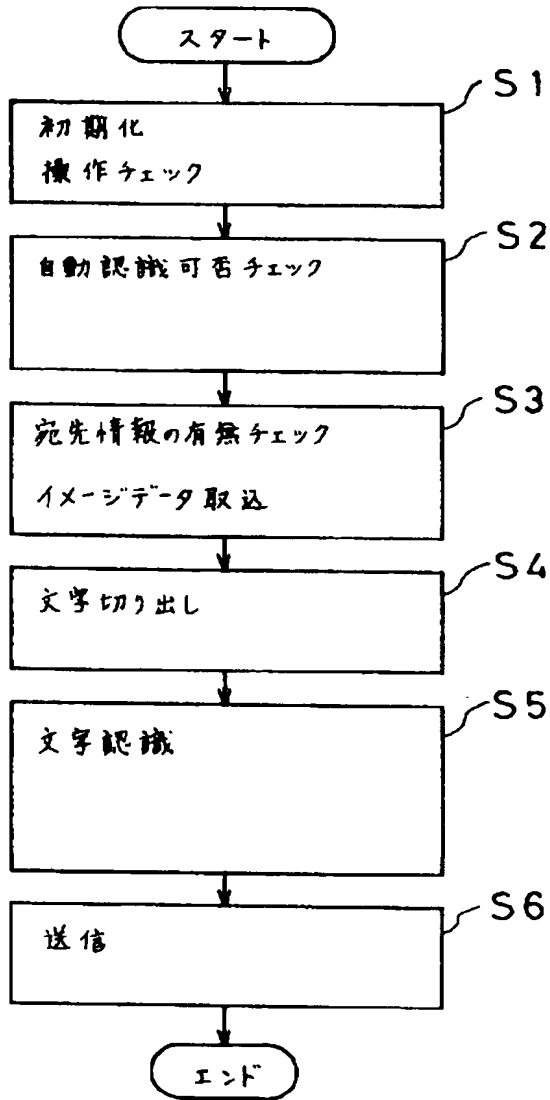 スタート
S1
初期化
操作チェック
S2
自動認識可否チェック
S3
宛先情報の有無チェック
イメージデータ取込
S4
文字切り出し
S5
文字認識
S6
送信
エンド